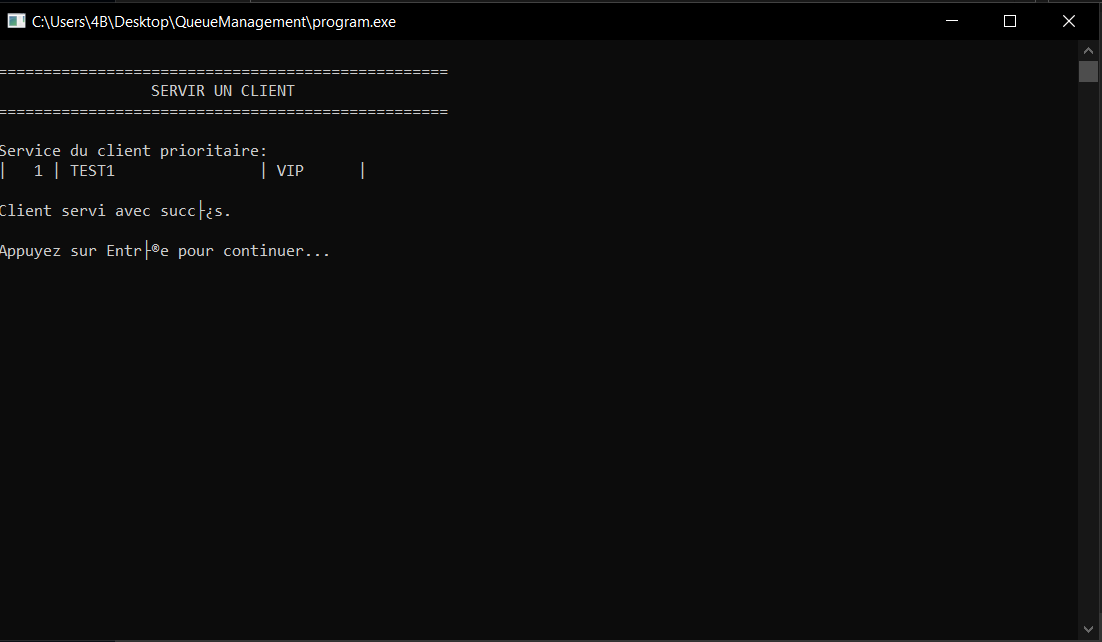 C:\Users\4B\Desktop\QueueManagement\program.exe
==================================================
SERVIR UN CLIENT
==================================================
Service du client prioritaire:
|   1 | TEST1                | VIP      |
Client servi avec succ├¿s.
Appuyez sur Entr├®e pour continuer...